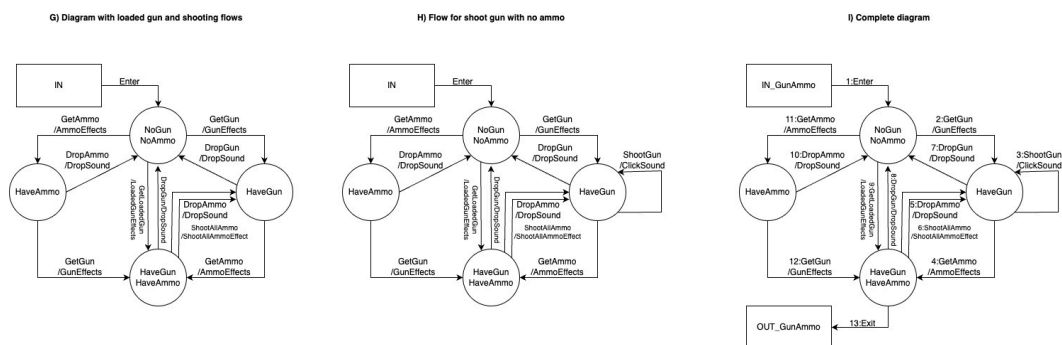 G) Diagram with loaded gun and shooting flows
IN
Enter
GetAmmo
/AmmoEffects
NoGun
NoAmmo
GetGun
/GunEffects
DropAmmo
/DropSound
DropGun
/DropSound
HaveAmmo
HaveGun
GetLoadedGun
/LoadedGunEffects
DropGun/DropSound
DropAmmo
/DropSound
ShootAllAmmo
/ShootAllAmmoEffect
GetGun
/GunEffects
GetAmmo
/AmmoEffects
HaveGun
HaveAmmo
H) Flow for shoot gun with no ammo
IN
Enter
GetAmmo
/AmmoEffects
NoGun
NoAmmo
GetGun
/GunEffects
DropAmmo
/DropSound
DropGun
/DropSound
ShootGun
/ClickSound
HaveAmmo
HaveGun
GetLoadedGun
/LoadedGunEffects
DropGun/DropSound
DropAmmo
/DropSound
ShootAllAmmo
/ShootAllAmmoEffect
GetGun
/GunEffects
GetAmmo
/AmmoEffects
HaveGun
HaveAmmo
I) Complete diagram
IN_GunAmmo
1:Enter
11:GetAmmo
/AmmoEffects
NoGun
NoAmmo
2:GetGun
/GunEffects
10:DropAmmo
/DropSound
7:DropGun
/DropSound
3:ShootGun
/ClickSound
HaveAmmo
HaveGun
9:GetLoadedGun
/LoadedGunEffects
8:DropGun/DropSound
5:DropAmmo
/DropSound
6:ShootAllAmmo
/ShootAllAmmoEffect
12:GetGun
/GunEffects
4:GetAmmo
/AmmoEffects
HaveGun
HaveAmmo
OUT_GunAmmo
13:Exit